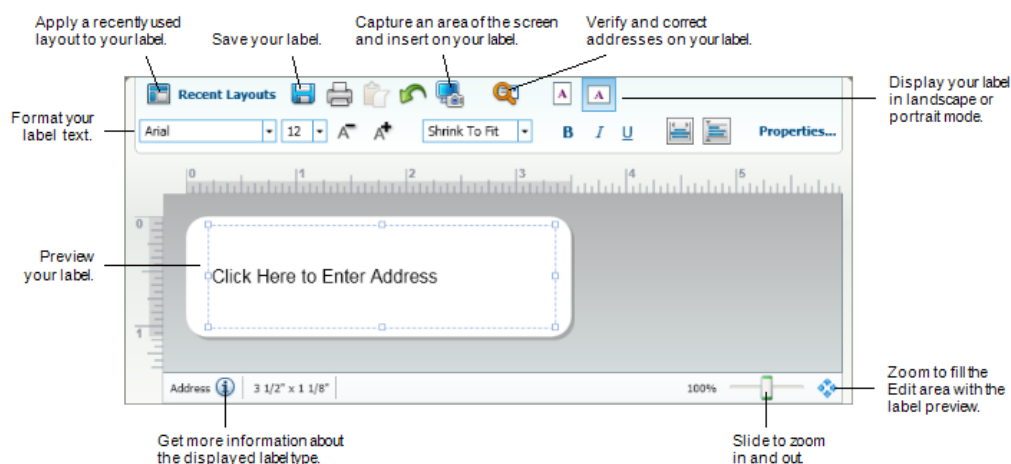 Apply a recently used
layout to your label.
Save your label.
Capture an area of the screen
and insert on your label.
Verify and correct
addresses on your label.
Display your label
in landscape or
portrait mode.
Recent Layouts
A
A
Format your
label text.
Arial
12
A
A
Shrink To Fit
B
I
U
Properties...
0
1
2
3
4
5
0
Preview
your label.
Click Here to Enter Address
1
Address
i
3 1/2" x 1 1/8"
100%
Zoom to fill the
Edit area with the
label preview.
Get more information about
the displayed label type.
Slide to zoom
in and out.